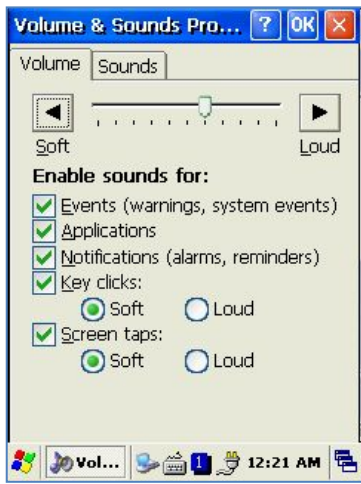 Volume & Sounds Pro... ? OK
Volume Sounds
Soft Loud
Enable sounds for:
Events (warnings, system events)
Applications
Notifications (alarms, reminders)
Key clicks:
Soft Loud
Screen taps:
Soft Loud
Vol... 1 12:21 AM